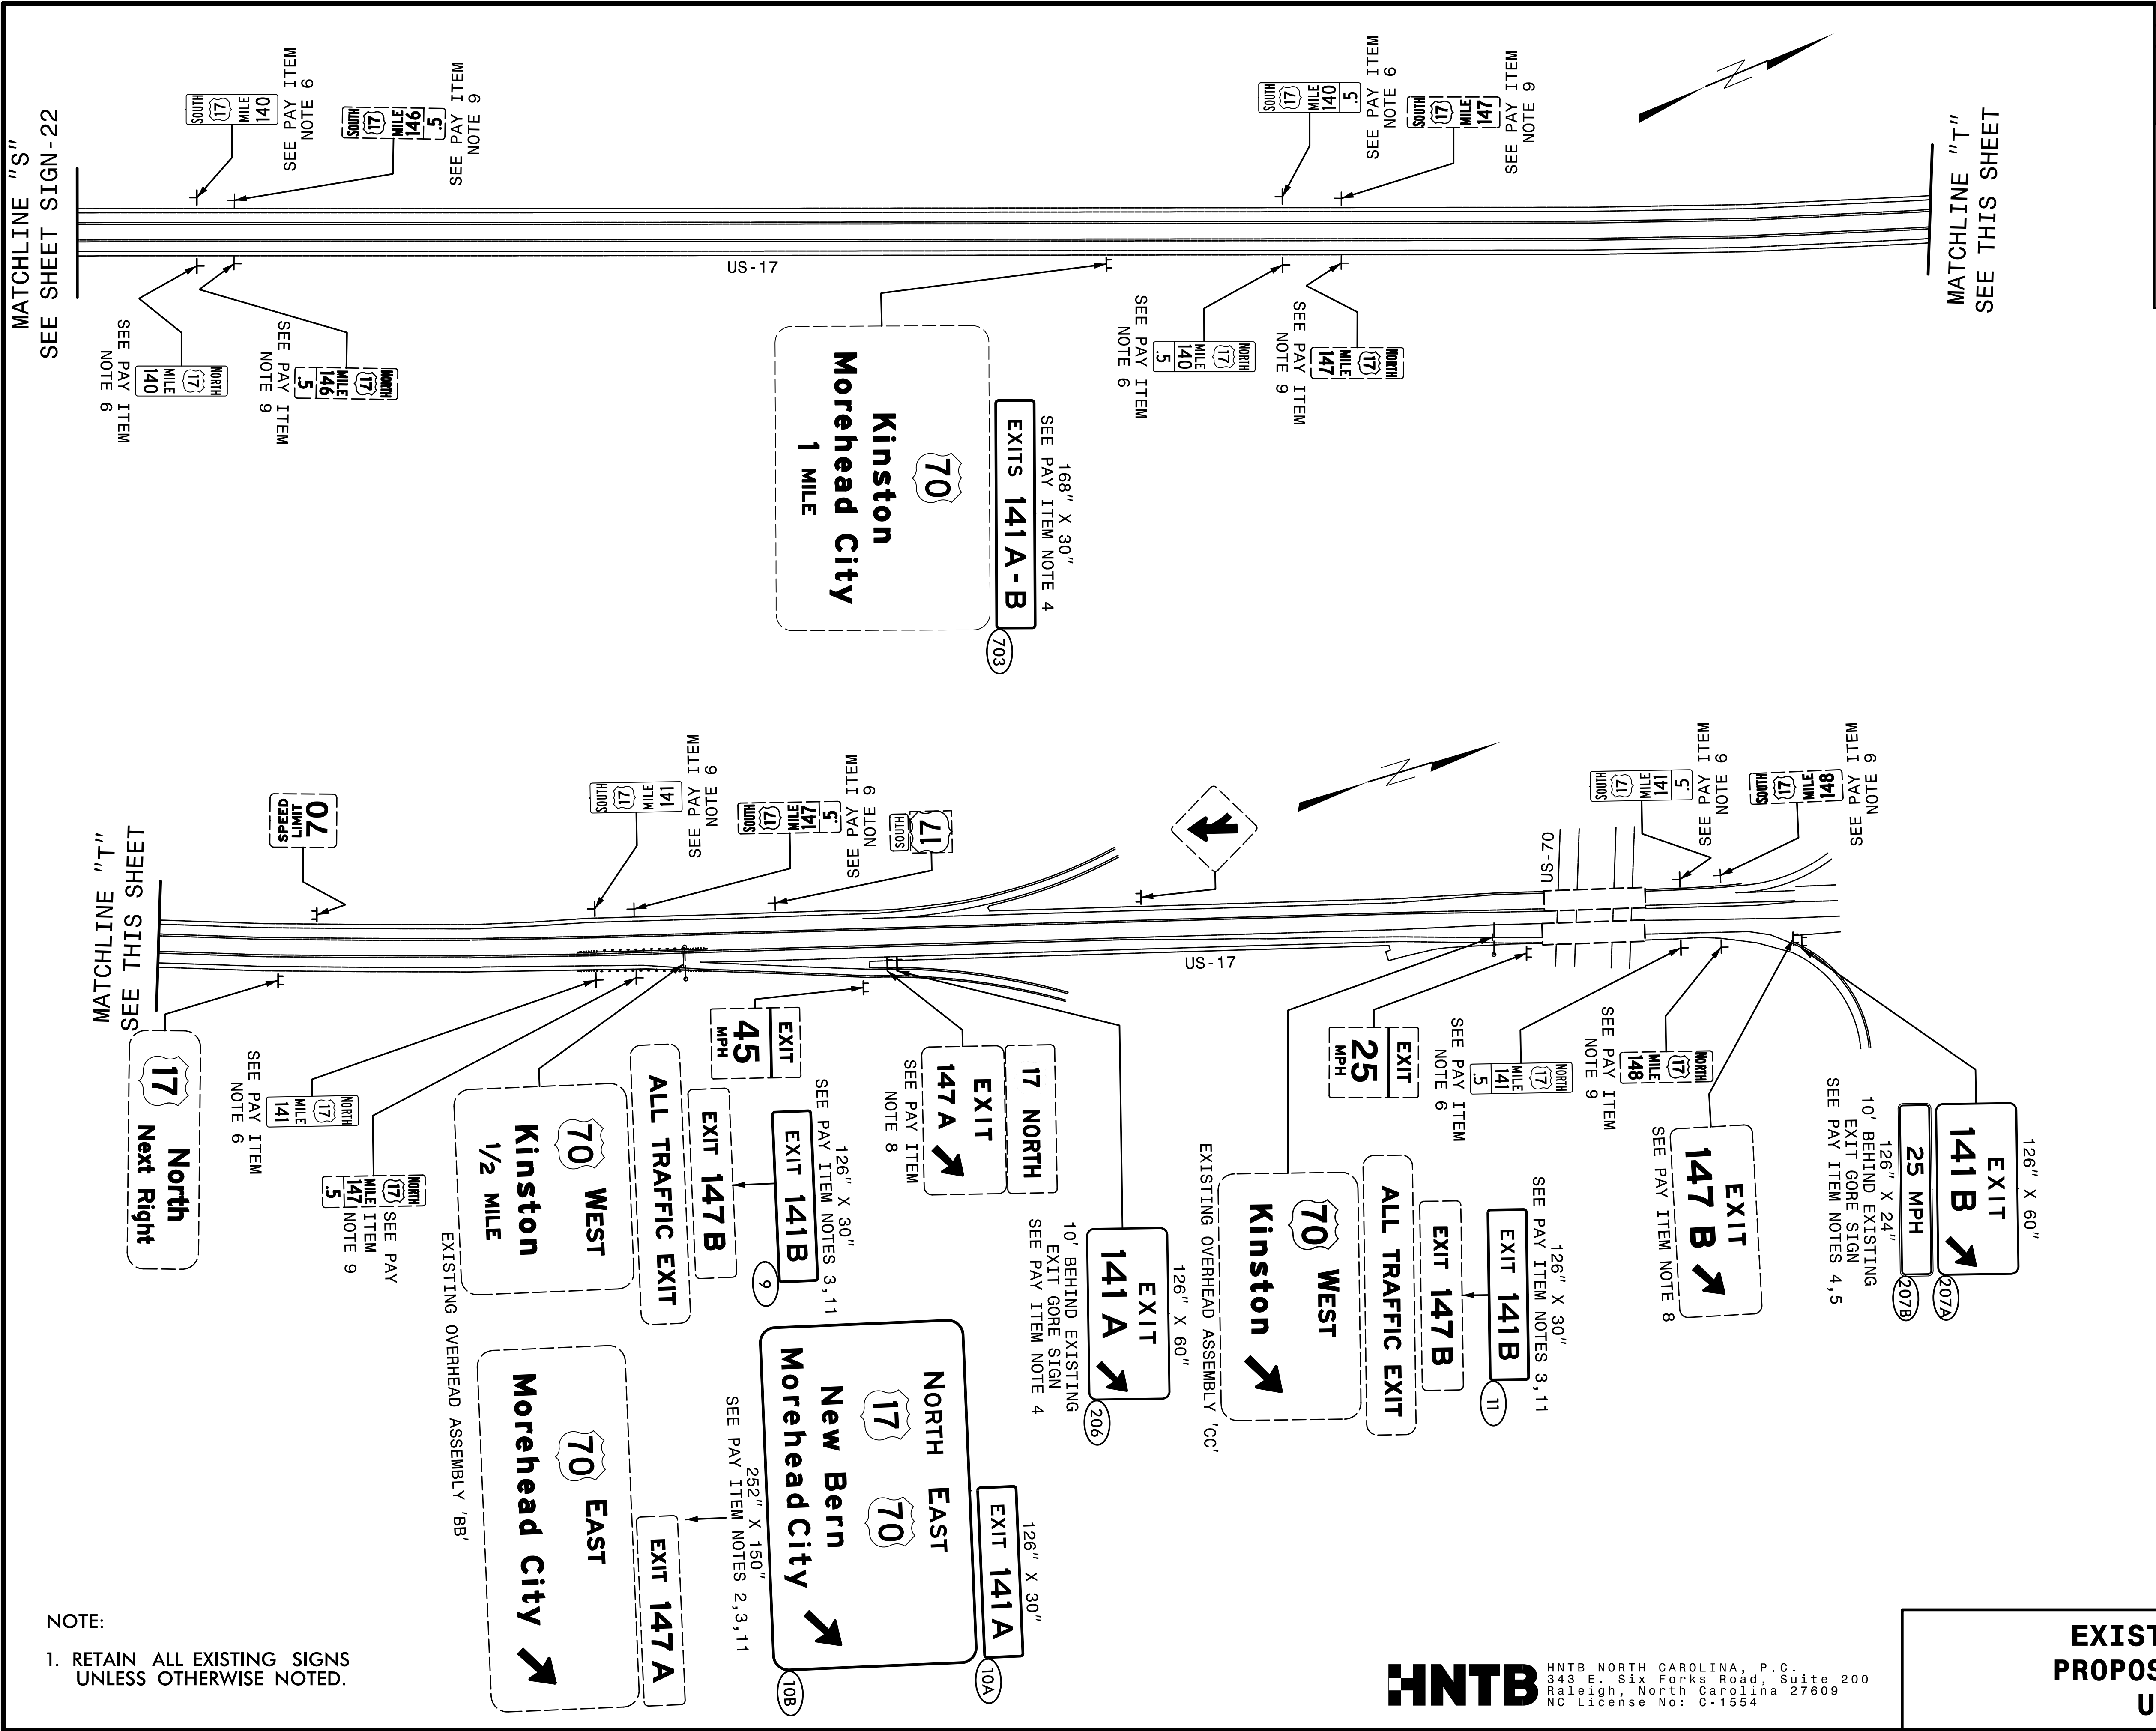 MATCHLINE "S"
SEE SHEET SIGN-22
SOUTH
17
MILE
140
SEE PAY ITEM
NOTE 6
SOUTH
17
MILE
146
.5
SEE PAY ITEM
NOTE 9
SOUTH
17
MILE
140
.5
SEE PAY ITEM
NOTE 6
SOUTH
17
MILE
147
SEE PAY ITEM
NOTE 9
MATCHLINE "T"
SEE THIS SHEET
US-17
NORTH
17
MILE
140
SEE PAY ITEM
NOTE 6
NORTH
17
MILE
146
.5
SEE PAY ITEM
NOTE 9
168" X 30"
SEE PAY ITEM NOTE 4
EXITS 141 A - B
703
70
Kinston
Morehead City
1 MILE
NORTH
17
MILE
140
.5
SEE PAY ITEM
NOTE 6
NORTH
17
MILE
147
SEE PAY ITEM
NOTE 9
MATCHLINE "T"
SEE THIS SHEET
SPEED
LIMIT
70
SOUTH
17
MILE
141
SEE PAY ITEM
NOTE 6
SOUTH
17
MILE
147
.5
SEE PAY ITEM
NOTE 9
SOUTH
17
US-70
SOUTH
17
MILE
141
.5
SEE PAY ITEM
NOTE 6
SOUTH
17
MILE
148
SEE PAY ITEM
NOTE 9
US-17
17 North
Next Right
NORTH
17
MILE
141
SEE PAY ITEM
NOTE 6
NORTH
17
MILE
147
.5
SEE PAY
ITEM
NOTE 9
126" X 30"
SEE PAY ITEM NOTES 3,11
EXIT 141B
9
EXIT 147 B
ALL TRAFFIC EXIT
70 WEST
Kinston
1/2 MILE
EXISTING OVERHEAD ASSEMBLY 'BB'
EXIT
45
MPH
17 NORTH
EXIT
147 A
SEE PAY ITEM
NOTE 8
126" X 60"
EXIT
141 A
206
10' BEHIND EXISTING
EXIT GORE SIGN
SEE PAY ITEM NOTE 4
126" X 30"
EXIT 141 A
10A
NORTH EAST
17 70
New Bern
Morehead City
10B
252" X 150"
SEE PAY ITEM NOTES 2,3,11
EXIT 147 A
70 EAST
Morehead City
126" X 30"
SEE PAY ITEM NOTES 3,11
EXIT 141B
11
EXIT 147 B
ALL TRAFFIC EXIT
70 WEST
Kinston
EXISTING OVERHEAD ASSEMBLY 'CC'
EXIT
25
MPH
NORTH
17
MILE
141
.5
SEE PAY ITEM
NOTE 6
NORTH
17
MILE
148
SEE PAY ITEM
NOTE 9
EXIT
147 B
SEE PAY ITEM NOTE 8
126" X 60"
EXIT
141 B
207A
25 MPH
207B
126" X 24"
10' BEHIND EXISTING
EXIT GORE SIGN
SEE PAY ITEM NOTES 4,5
NOTE:
1. RETAIN ALL EXISTING SIGNS
UNLESS OTHERWISE NOTED.
HNTB
HNTB NORTH CAROLINA, P.C.
343 E. Six Forks Road, Suite 200
Raleigh, North Carolina 27609
NC License No: C-1554
EXIST
PROPOS
U